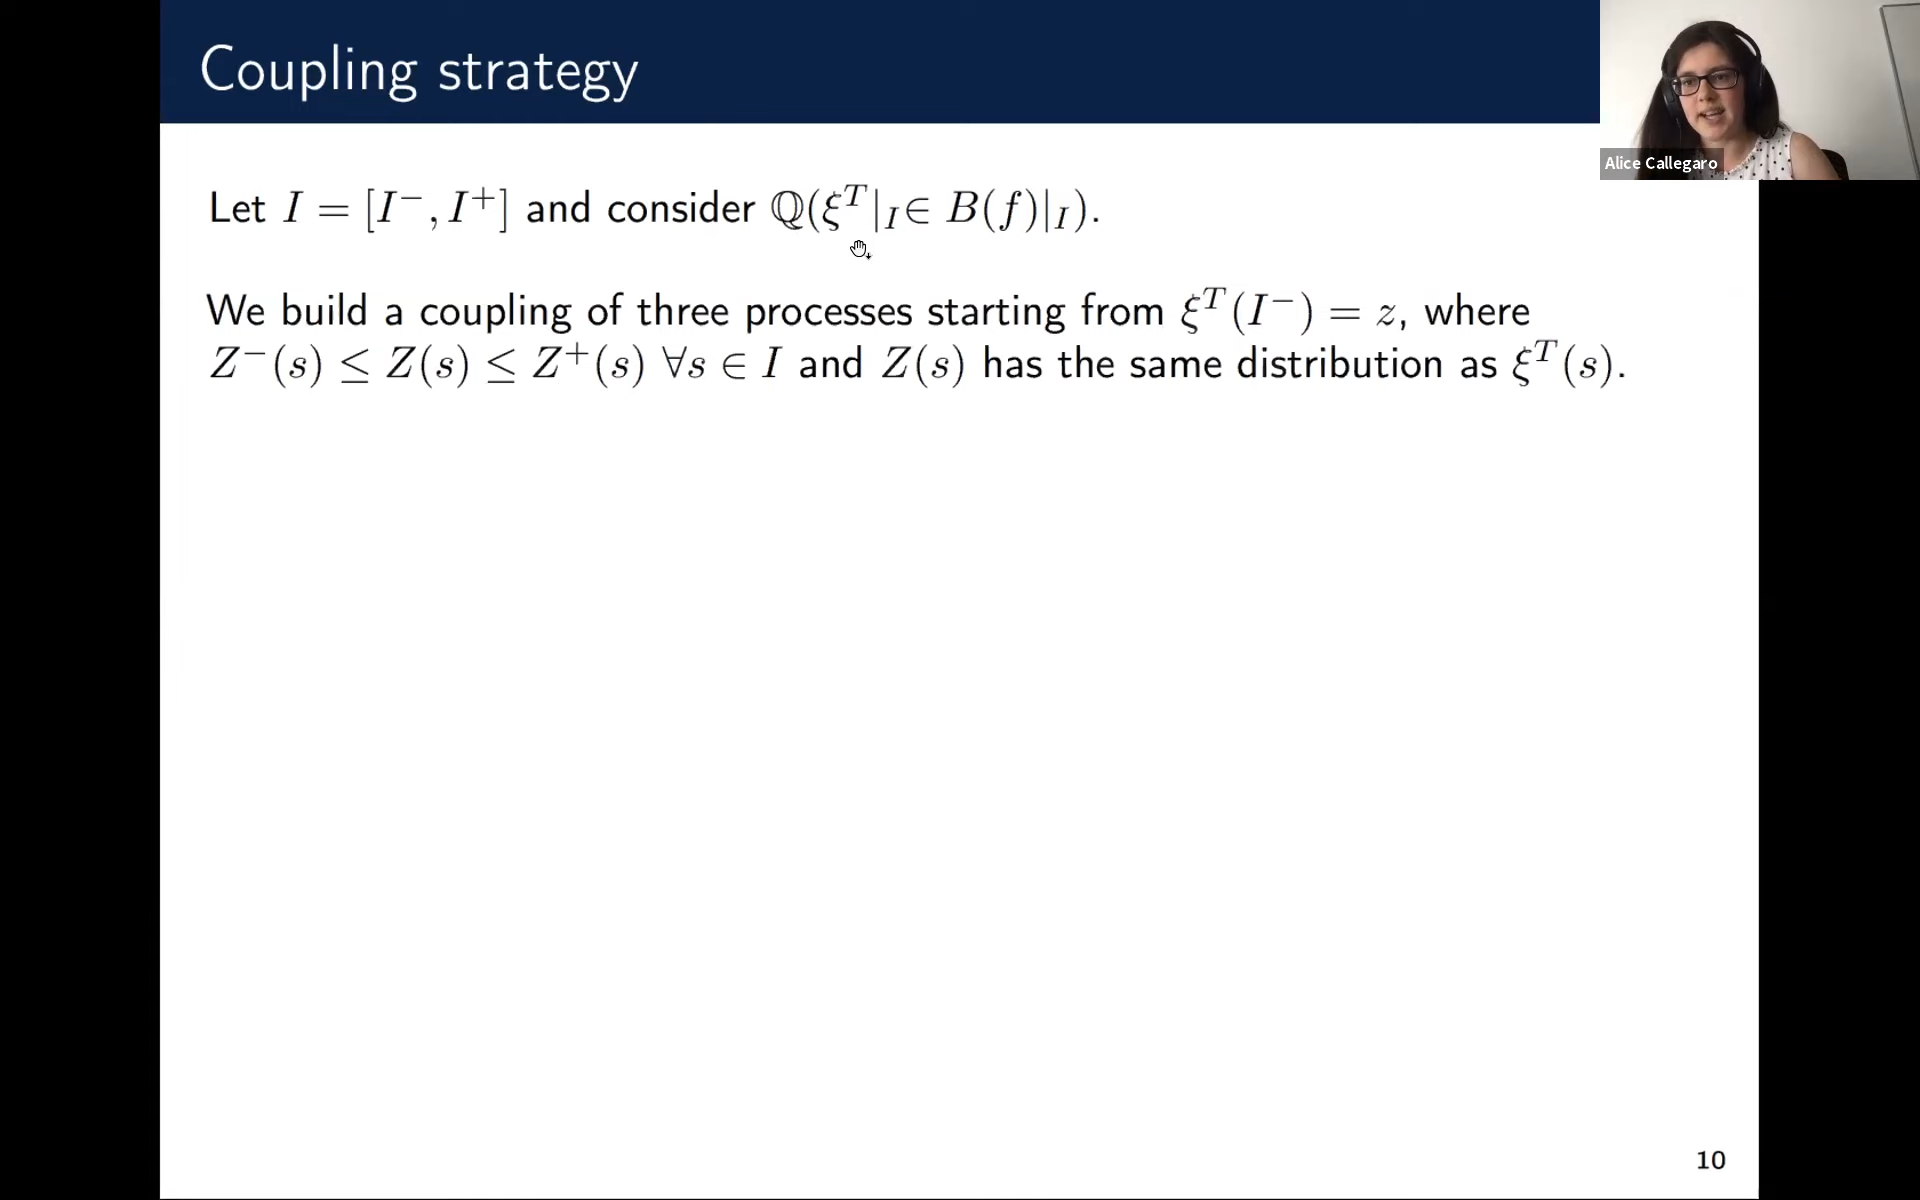 Coupling strategy
Alice Callegaro
Let I = [I⁻, I⁺] and consider ℚ(ξᵀ|_I ∈ B(f)|_I).
We build a coupling of three processes starting from ξᵀ(I⁻) = z, where
Z⁻(s) ≤ Z(s) ≤ Z⁺(s) ∀s ∈ I and Z(s) has the same distribution as ξᵀ(s).
10